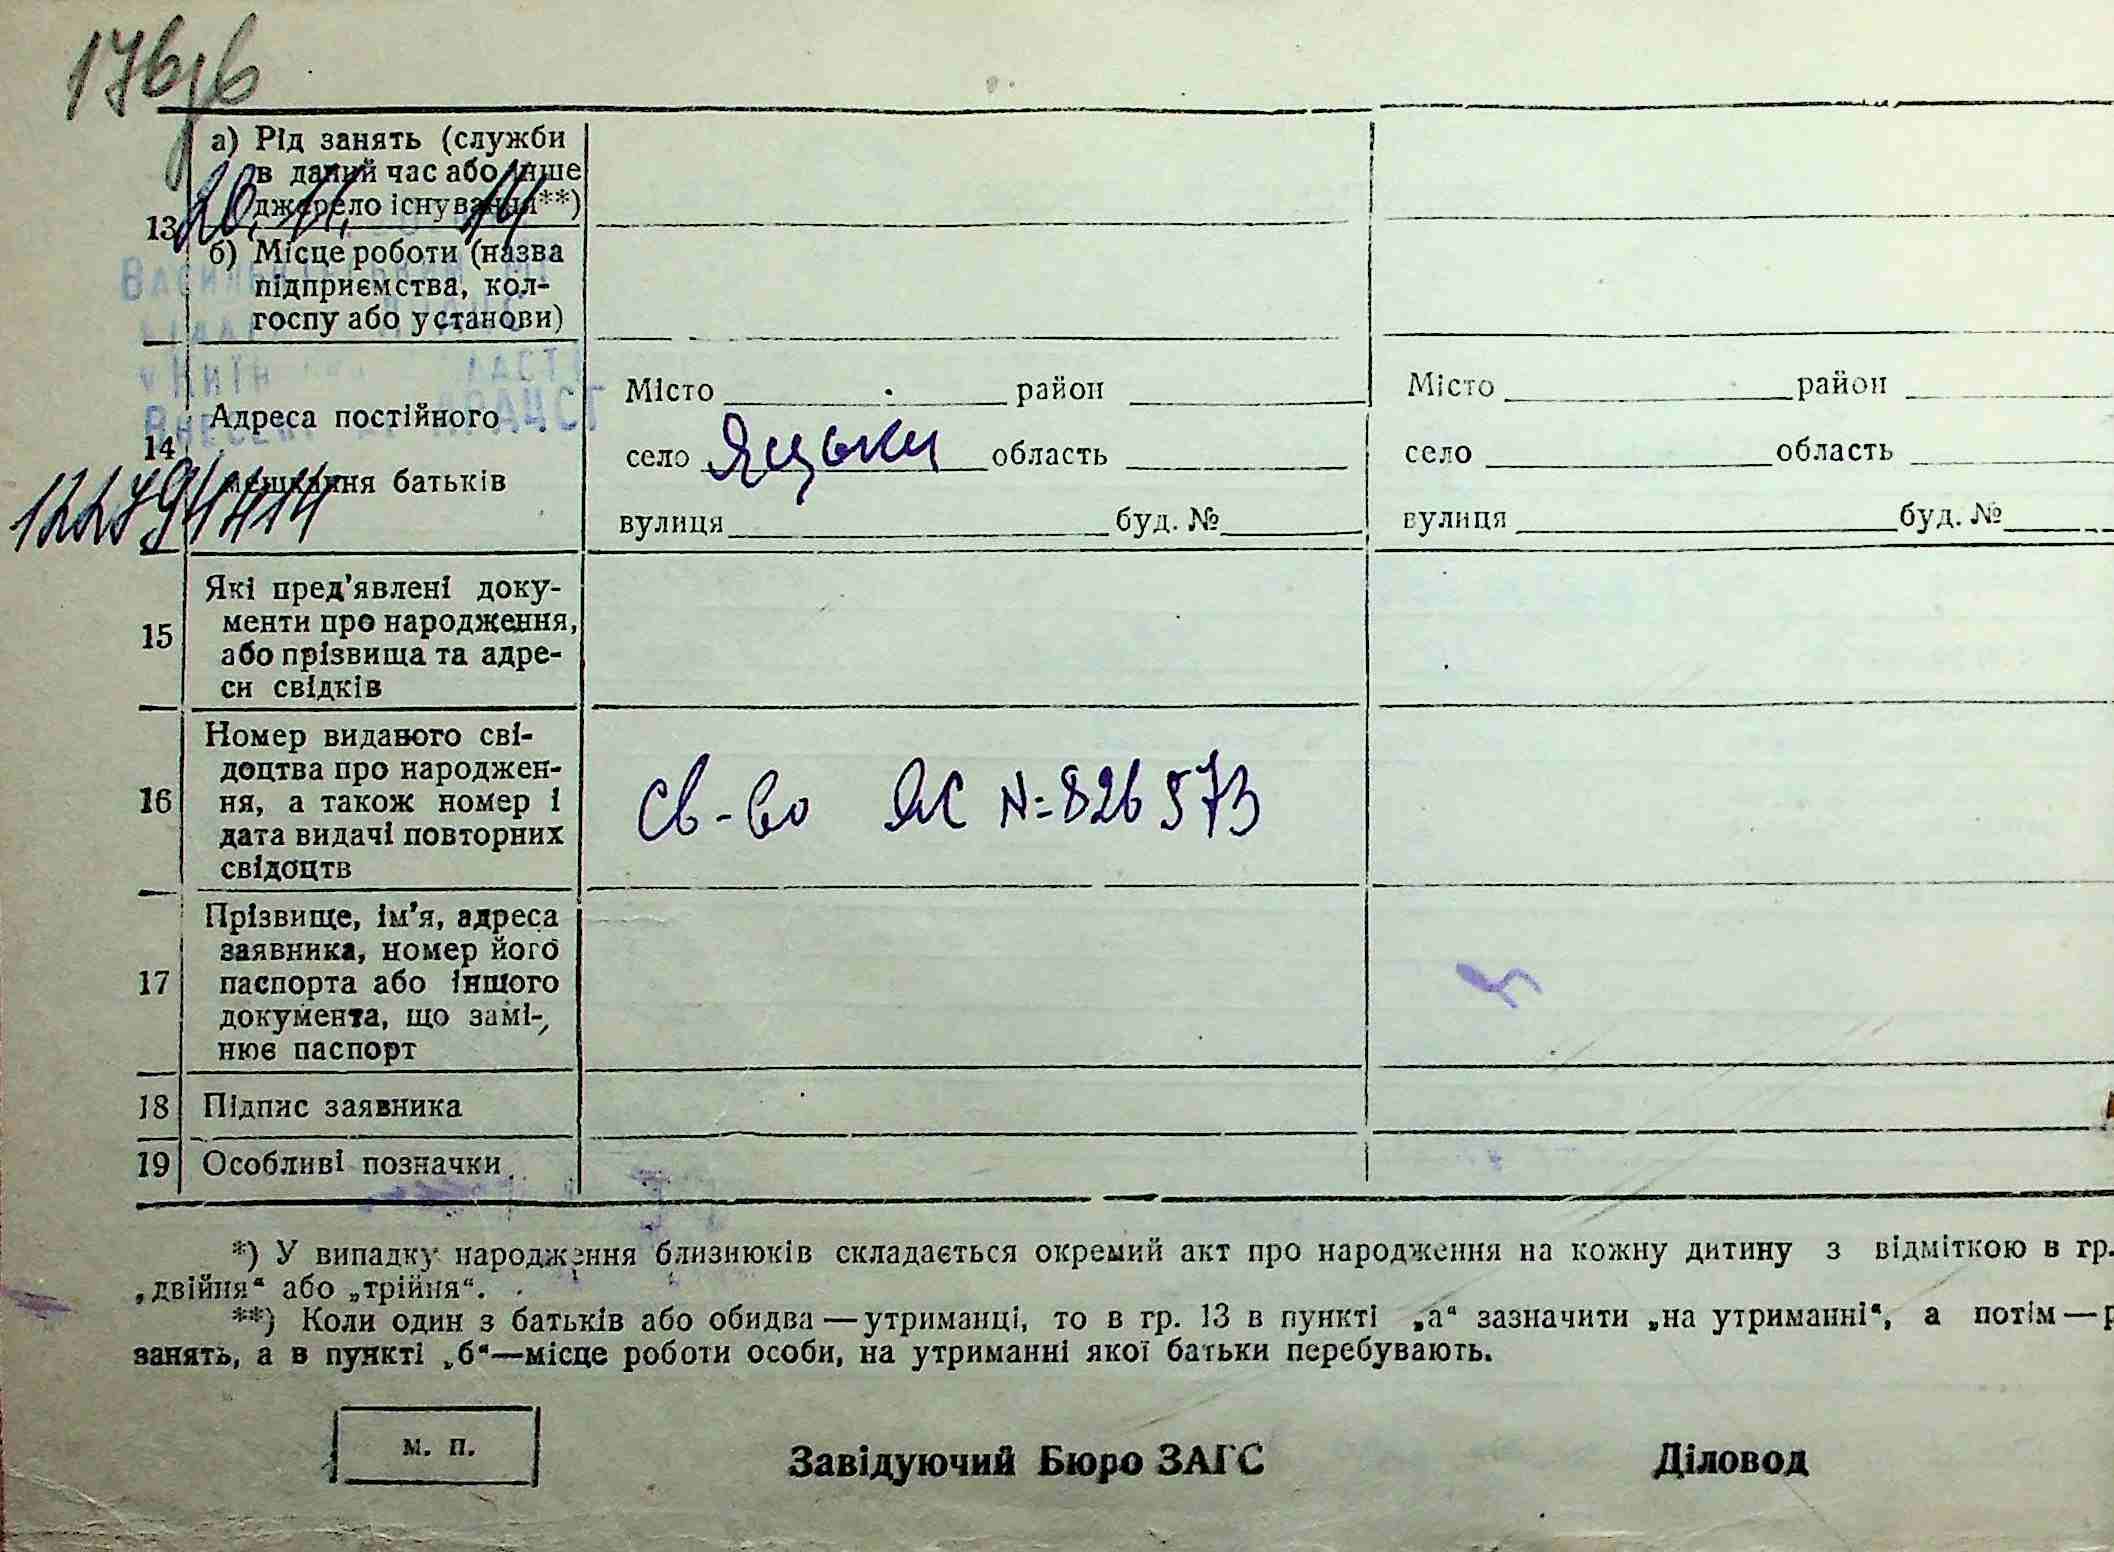 176
а) Рід занять (служби
в даний час або інше
джерело існування**)
13
20.11.14
б) Місце роботи (назва
підприємства, кол-
госпу або установи)
Місто район Місто район
14 Адреса постійного
село Яцьки область село область
мешкання батьків
вулиця буд. № вулиця буд. №
Які пред'явлені доку-
15 менти про народження,
або прізвища та адре-
си свідків
Номер виданого сві-
доцтва про народжен-
16 ня, а також номер і
дата видачі повторних
свідоцтв
Св-во ЯС N=826573
Прізвище, ім'я, адреса
заявника, номер його
17 паспорта або іншого
документа, що замі-
нює паспорт
18 Підпис заявника
19 Особливі позначки
*) У випадку народження близнюків складається окремий акт про народження на кожну дитину з відміткою в гр.
„двійня“ або „трійня“.
**) Коли один з батьків або обидва — утриманці, то в гр. 13 в пункті „а“ зазначити „на утриманні“, а потім — р
занять, а в пункті „б“—місце роботи особи, на утриманні якої батьки перебувають.
м. п.
Завідуючий Бюро ЗАГС Діловод